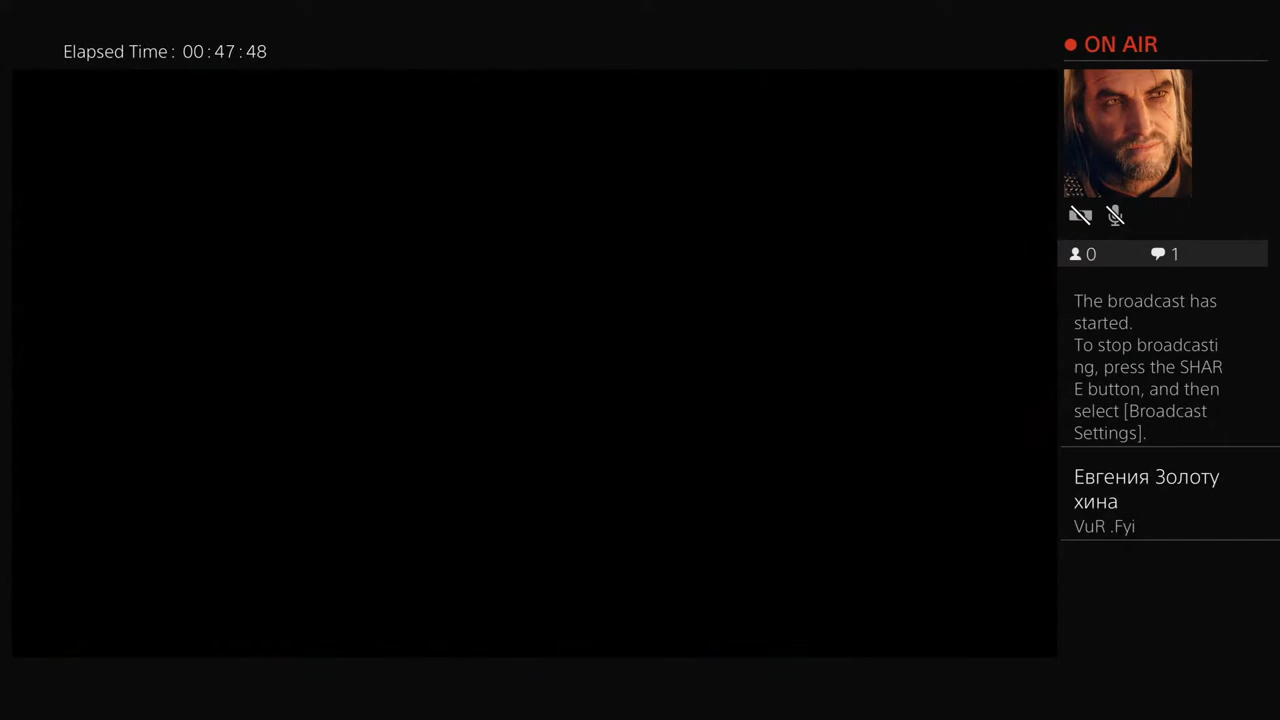 Elapsed Time: 00:47:48
ON AIR
0 1
The broadcast has
started.
To stop broadcasti
ng, press the SHAR
E button, and then
select [Broadcast
Settings].
Евгения Золоту
хина
VuR .Fyi